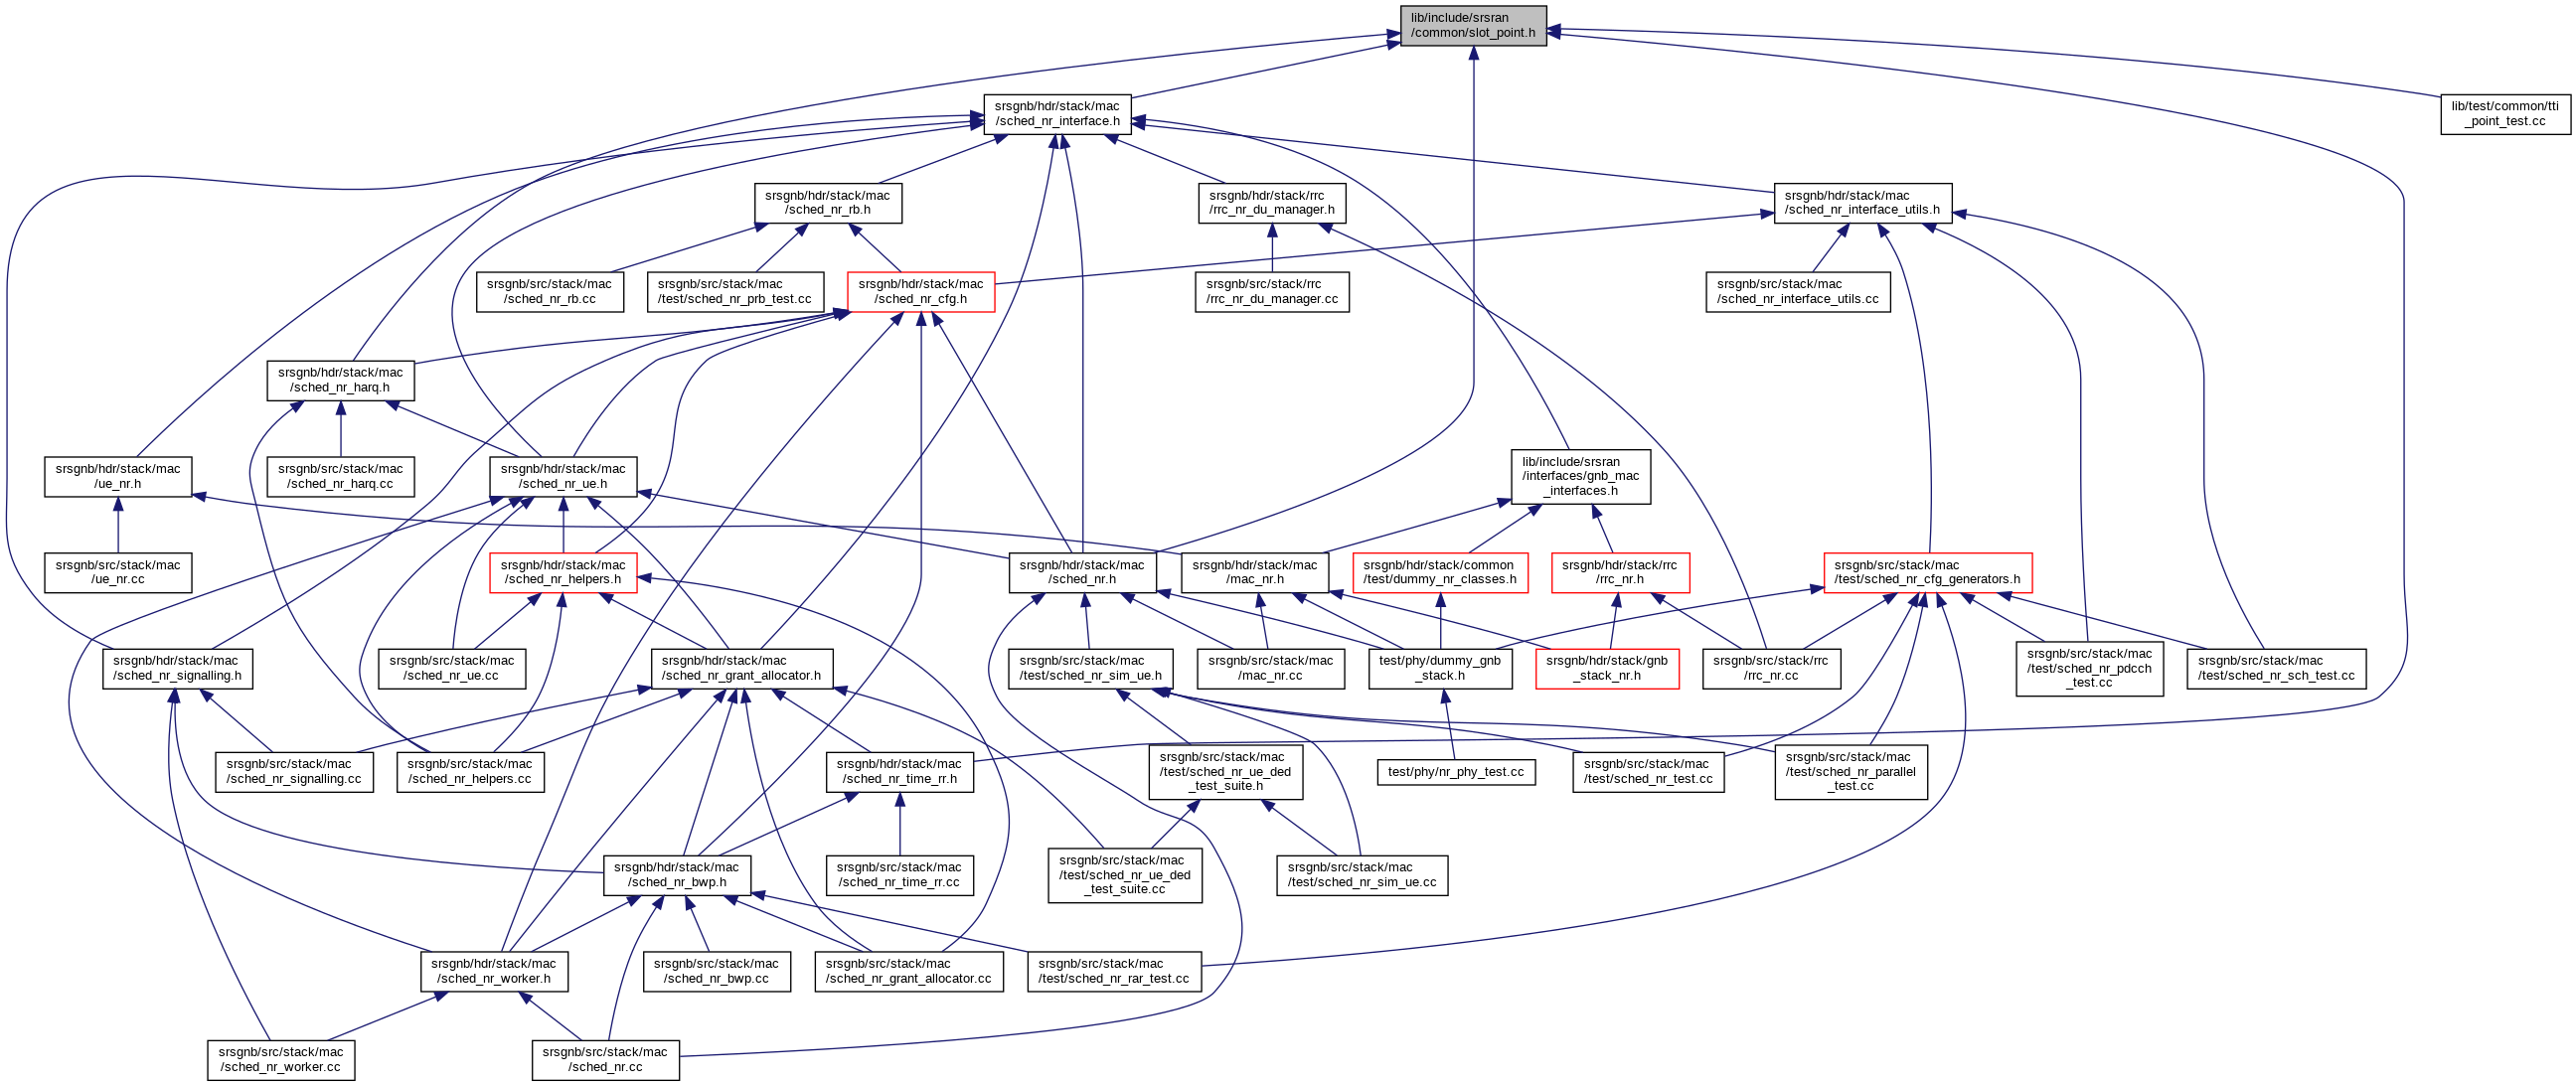 lib/include/srsran
/common/slot_point.h
srsgnb/hdr/stack/mac
/sched_nr_interface.h
lib/test/common/tti
_point_test.cc
srsgnb/hdr/stack/mac
/sched_nr_rb.h
srsgnb/hdr/stack/rrc
/rrc_nr_du_manager.h
srsgnb/hdr/stack/mac
/sched_nr_interface_utils.h
srsgnb/src/stack/mac
/sched_nr_rb.cc
srsgnb/src/stack/mac
/test/sched_nr_prb_test.cc
srsgnb/hdr/stack/mac
/sched_nr_cfg.h
srsgnb/src/stack/rrc
/rrc_nr_du_manager.cc
srsgnb/src/stack/mac
/sched_nr_interface_utils.cc
srsgnb/hdr/stack/mac
/sched_nr_harq.h
srsgnb/hdr/stack/mac
/ue_nr.h
srsgnb/src/stack/mac
/sched_nr_harq.cc
srsgnb/hdr/stack/mac
/sched_nr_ue.h
lib/include/srsran
/interfaces/gnb_mac
_interfaces.h
srsgnb/src/stack/mac
/ue_nr.cc
srsgnb/hdr/stack/mac
/sched_nr_helpers.h
srsgnb/hdr/stack/mac
/sched_nr.h
srsgnb/hdr/stack/mac
/mac_nr.h
srsgnb/hdr/stack/common
/test/dummy_nr_classes.h
srsgnb/hdr/stack/rrc
/rrc_nr.h
srsgnb/src/stack/mac
/test/sched_nr_cfg_generators.h
srsgnb/hdr/stack/mac
/sched_nr_signalling.h
srsgnb/src/stack/mac
/sched_nr_ue.cc
srsgnb/hdr/stack/mac
/sched_nr_grant_allocator.h
srsgnb/src/stack/mac
/test/sched_nr_sim_ue.h
srsgnb/src/stack/mac
/mac_nr.cc
test/phy/dummy_gnb
_stack.h
srsgnb/hdr/stack/gnb
_stack_nr.h
srsgnb/src/stack/rrc
/rrc_nr.cc
srsgnb/src/stack/mac
/test/sched_nr_pdcch
_test.cc
srsgnb/src/stack/mac
/test/sched_nr_sch_test.cc
srsgnb/src/stack/mac
/sched_nr_signalling.cc
srsgnb/src/stack/mac
/sched_nr_helpers.cc
srsgnb/hdr/stack/mac
/sched_nr_time_rr.h
srsgnb/src/stack/mac
/test/sched_nr_ue_ded
_test_suite.h
test/phy/nr_phy_test.cc
srsgnb/src/stack/mac
/test/sched_nr_test.cc
srsgnb/src/stack/mac
/test/sched_nr_parallel
_test.cc
srsgnb/hdr/stack/mac
/sched_nr_bwp.h
srsgnb/src/stack/mac
/sched_nr_time_rr.cc
srsgnb/src/stack/mac
/test/sched_nr_ue_ded
_test_suite.cc
srsgnb/src/stack/mac
/test/sched_nr_sim_ue.cc
srsgnb/hdr/stack/mac
/sched_nr_worker.h
srsgnb/src/stack/mac
/sched_nr_bwp.cc
srsgnb/src/stack/mac
/sched_nr_grant_allocator.cc
srsgnb/src/stack/mac
/test/sched_nr_rar_test.cc
srsgnb/src/stack/mac
/sched_nr_worker.cc
srsgnb/src/stack/mac
/sched_nr.cc